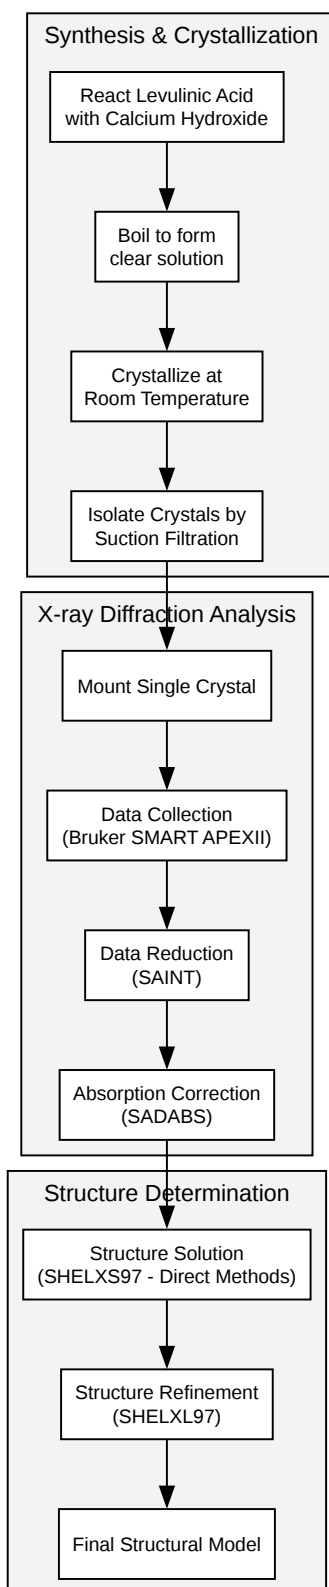 Synthesis & Crystallization
React Levulinic Acid
with Calcium Hydroxide
Boil to form
clear solution
Crystallize at
Room Temperature
Isolate Crystals by
Suction Filtration
X-ray Diffraction Analysis
Mount Single Crystal
Data Collection
(Bruker SMART APEXII)
Data Reduction
(SAINT)
Absorption Correction
(SADABS)
Structure Determination
Structure Solution
(SHELXS97 - Direct Methods)
Structure Refinement
(SHELXL97)
Final Structural Model